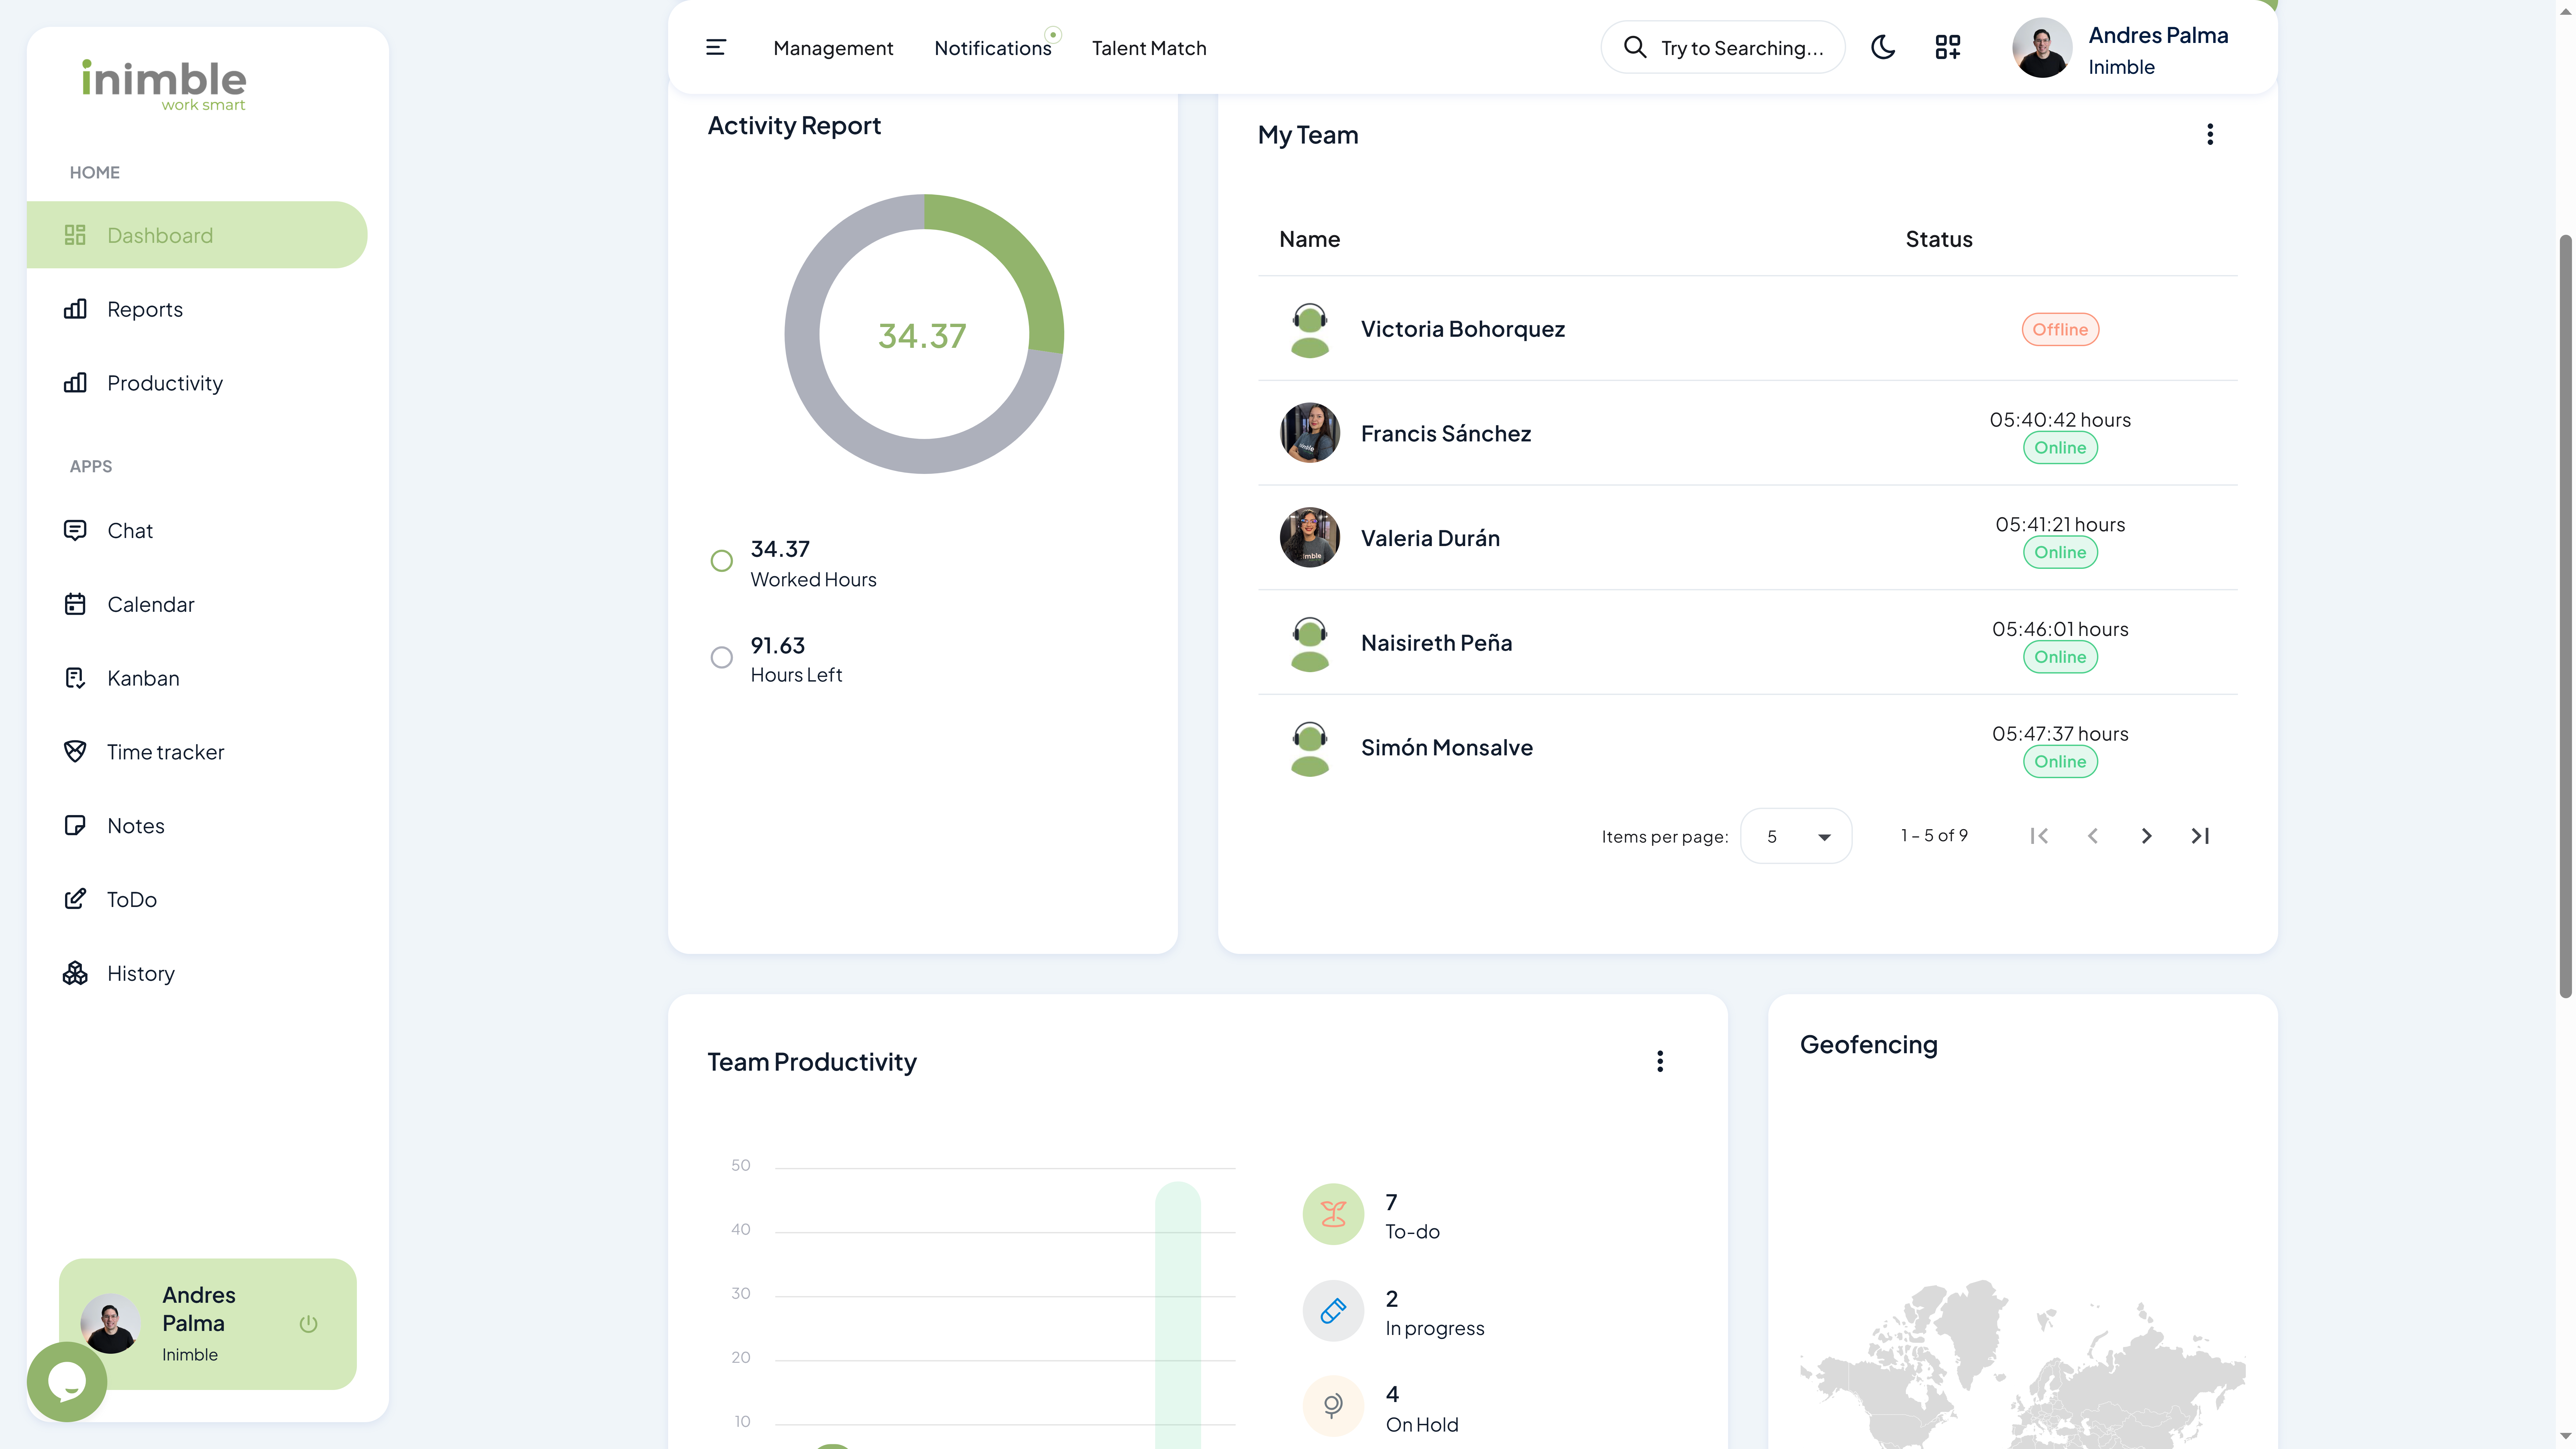 inimble
work smart
HOME
Dashboard
Reports
Productivity
APPS
Chat
Calendar
Kanban
Time tracker
Notes
ToDo
History
Andres
Palma
Inimble
Management
Notifications
Talent Match
Try to Searching...
Andres Palma
Inimble
Activity Report
34.37
34.37
Worked Hours
91.63
Hours Left
My Team
Name Status
Victoria Bohorquez Offline
Francis Sánchez 05:40:42 hours
Online
Valeria Durán 05:41:21 hours
Online
Naisireth Peña 05:46:01 hours
Online
Simón Monsalve 05:47:37 hours
Online
Items per page: 5 1 – 5 of 9
Team Productivity
50
40
30
20
10
7
To-do
2
In progress
4
On Hold
Geofencing